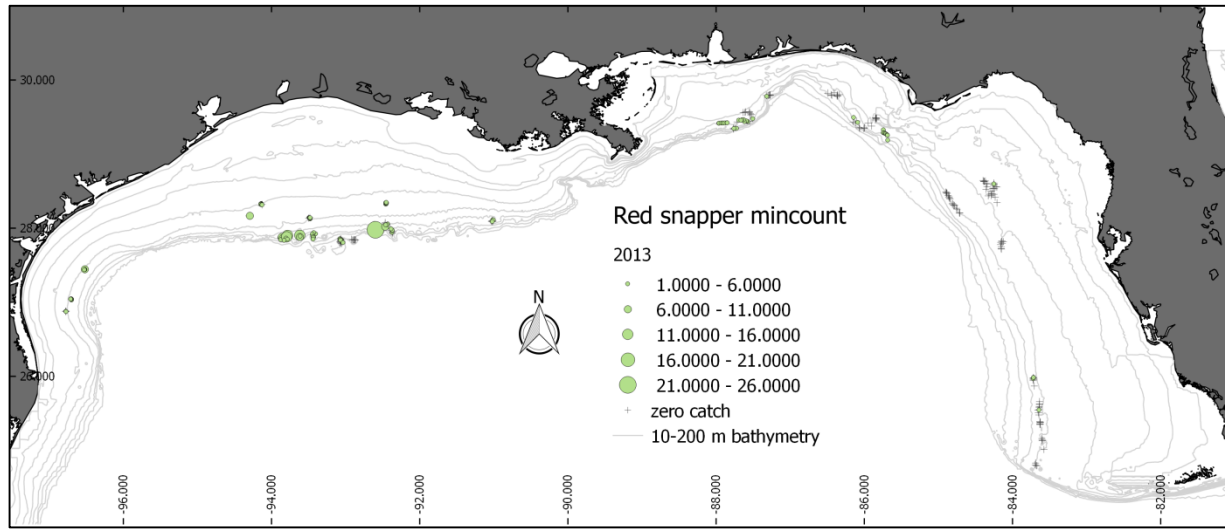 30.000
28.000
26.000
Red snapper mincount
2013
1.0000 - 6.0000
6.0000 - 11.0000
11.0000 - 16.0000
16.0000 - 21.0000
21.0000 - 26.0000
zero catch
10-200 m bathymetry
N
-96.000
-94.000
-92.000
-90.000
-88.000
-86.000
-84.000
-82.000